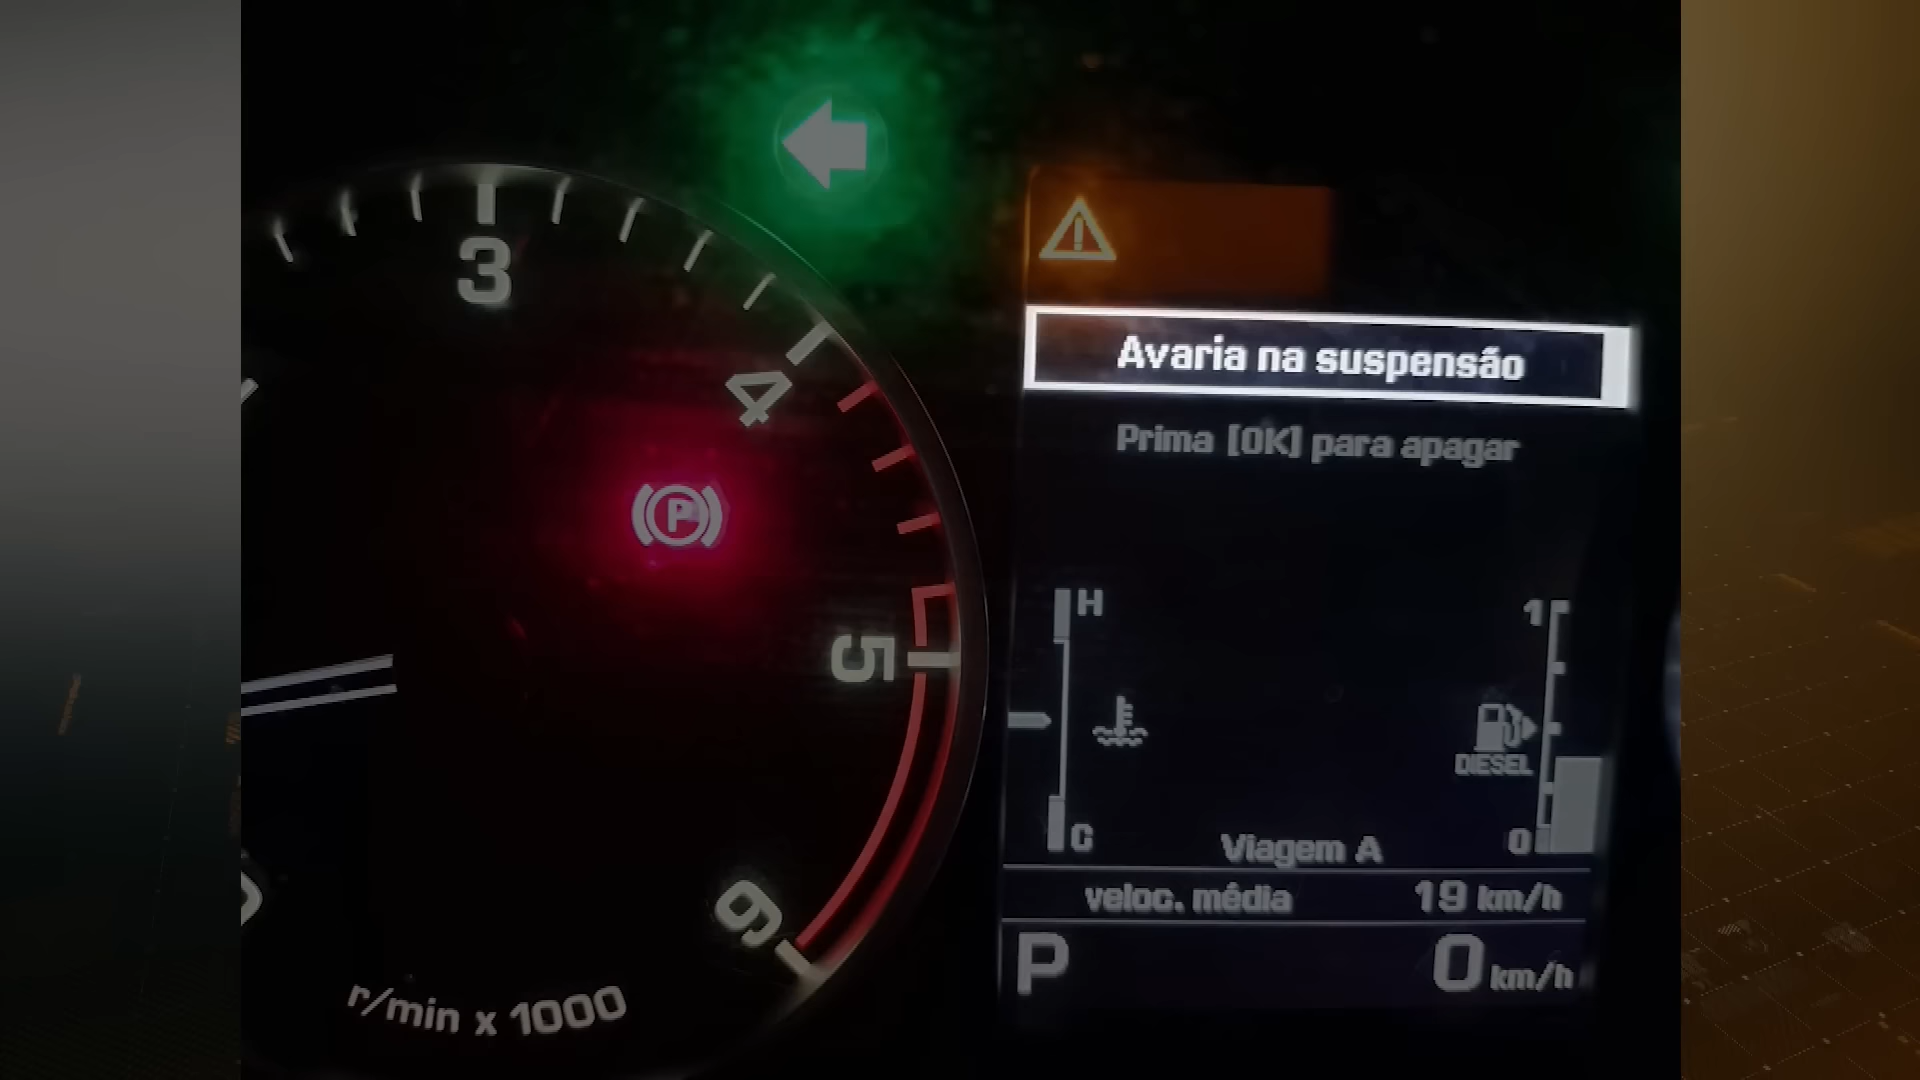 3
4
5
6
r/min x 1000
P
Avaria na suspensão
Prima [OK] para apagar
H
1
DIESEL
C
0
Viagem A
veloc. média 19 km/h
P 0 km/h